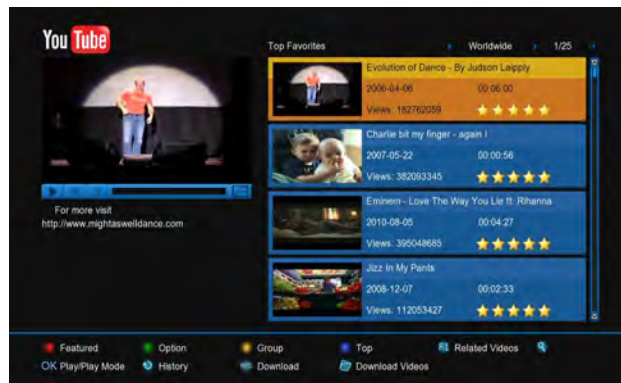 You Tube
Top Favorites
Worldwide
1/25
Evolution of Dance - By Judson Laipply
2006-04-06
00:06:00
Views: 182762059
Charlie bit my finger - again !
2007-05-22
00:00:56
Views: 382093345
Eminem - Love The Way You Lie ft. Rihanna
2010-08-05
00:04:27
Views: 395048685
Jizz In My Pants
2008-12-07
00:02:33
Views: 112053427
For more visit
http://www.mightaswelldance.com
Featured
Option
Group
Top
Related Videos
OK Play/Play Mode
History
Download
Download Videos